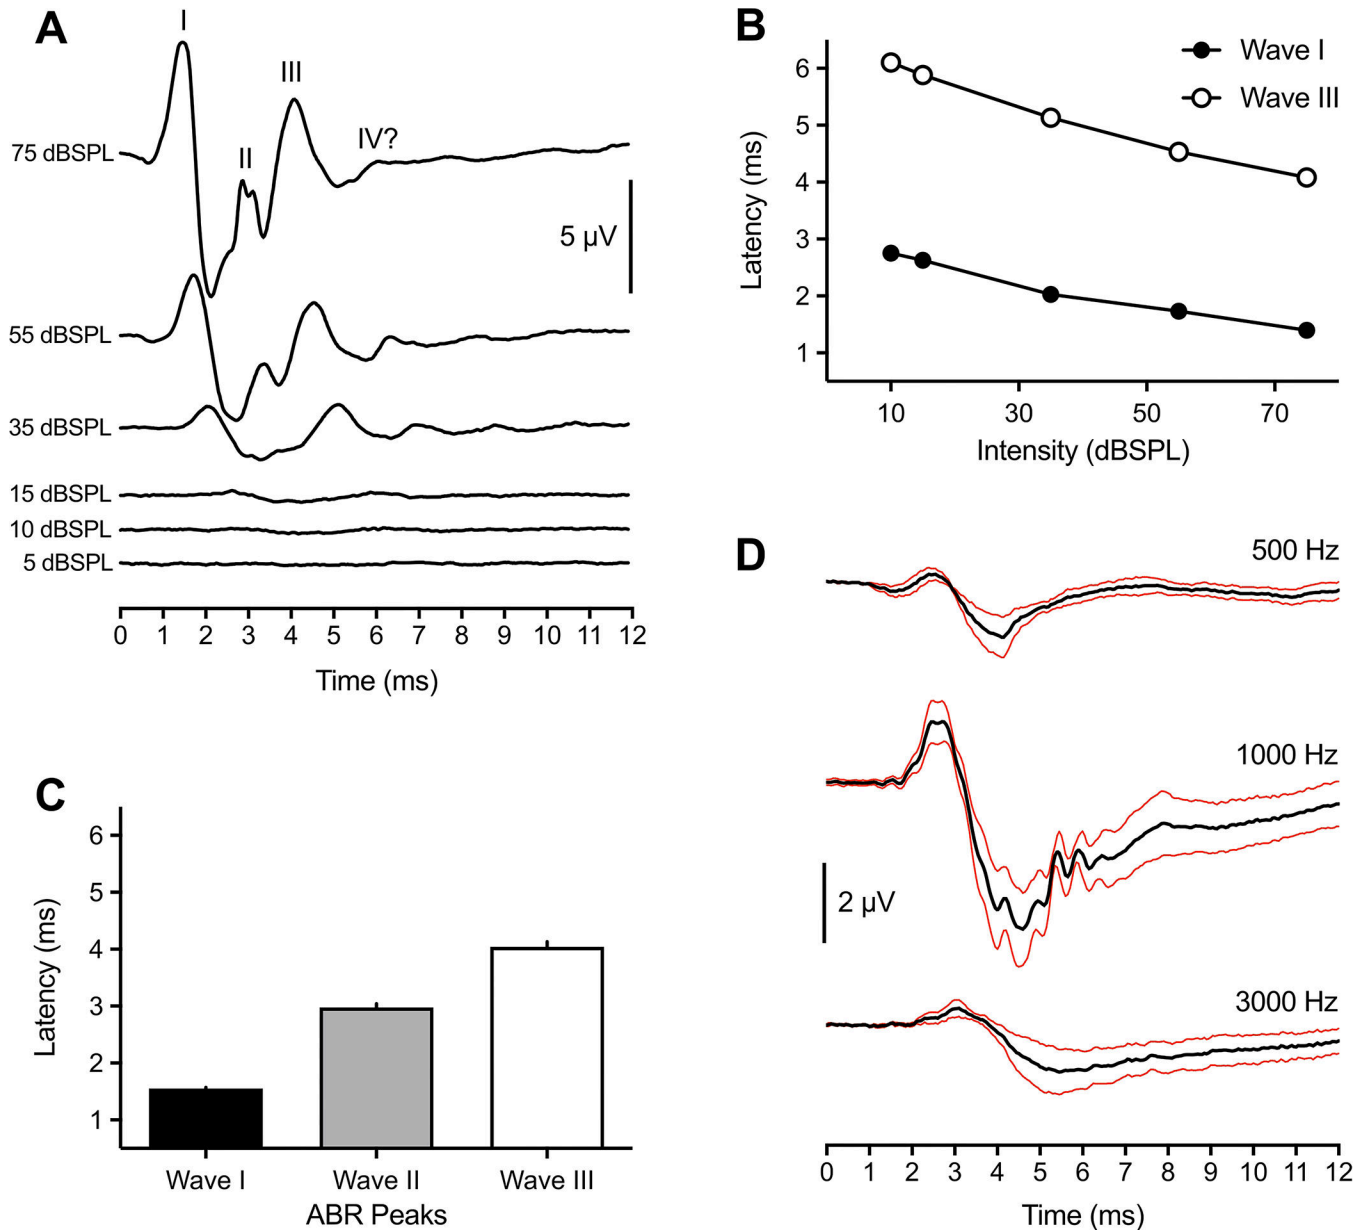 A
I
III
II
IV?
75 dBSPL
5 µV
55 dBSPL
35 dBSPL
15 dBSPL
10 dBSPL
5 dBSPL
0 1 2 3 4 5 6 7 8 9 10 11 12
Time (ms)
B
Wave I
Wave III
6
5
4
3
2
1
Latency (ms)
10 30 50 70
Intensity (dBSPL)
C
6
5
4
3
2
1
Latency (ms)
Wave I Wave II Wave III
ABR Peaks
D
500 Hz
1000 Hz
2 µV
3000 Hz
0 1 2 3 4 5 6 7 8 9 10 11 12
Time (ms)